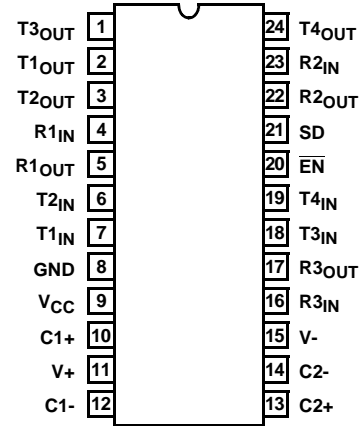 T3OUT 1 24 T4OUT
T1OUT 2 23 R2IN
T2OUT 3 22 R2OUT
R1IN 4 21 SD
R1OUT 5 20 E̅N̅
T2IN 6 19 T4IN
T1IN 7 18 T3IN
GND 8 17 R3OUT
VCC 9 16 R3IN
C1+ 10 15 V-
V+ 11 14 C2-
C1- 12 13 C2+